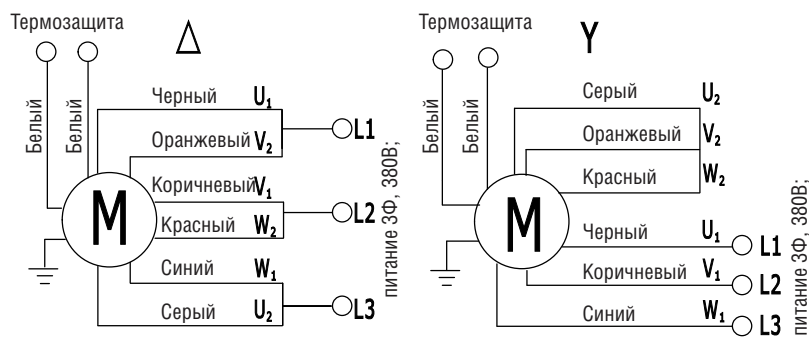 Термозащита
Δ
Белый
Белый
Черный U₁
Оранжевый V₂
L1
Коричневый V₁
Красный W₂
L2
Синий W₁
Серый U₂
L3
M
питание 3Ф, 380В;
Термозащита
Y
Белый
Белый
Серый U₂
Оранжевый V₂
Красный W₂
M
Черный U₁ L1
Коричневый V₁ L2
Синий W₁ L3
питание 3Ф, 380В;